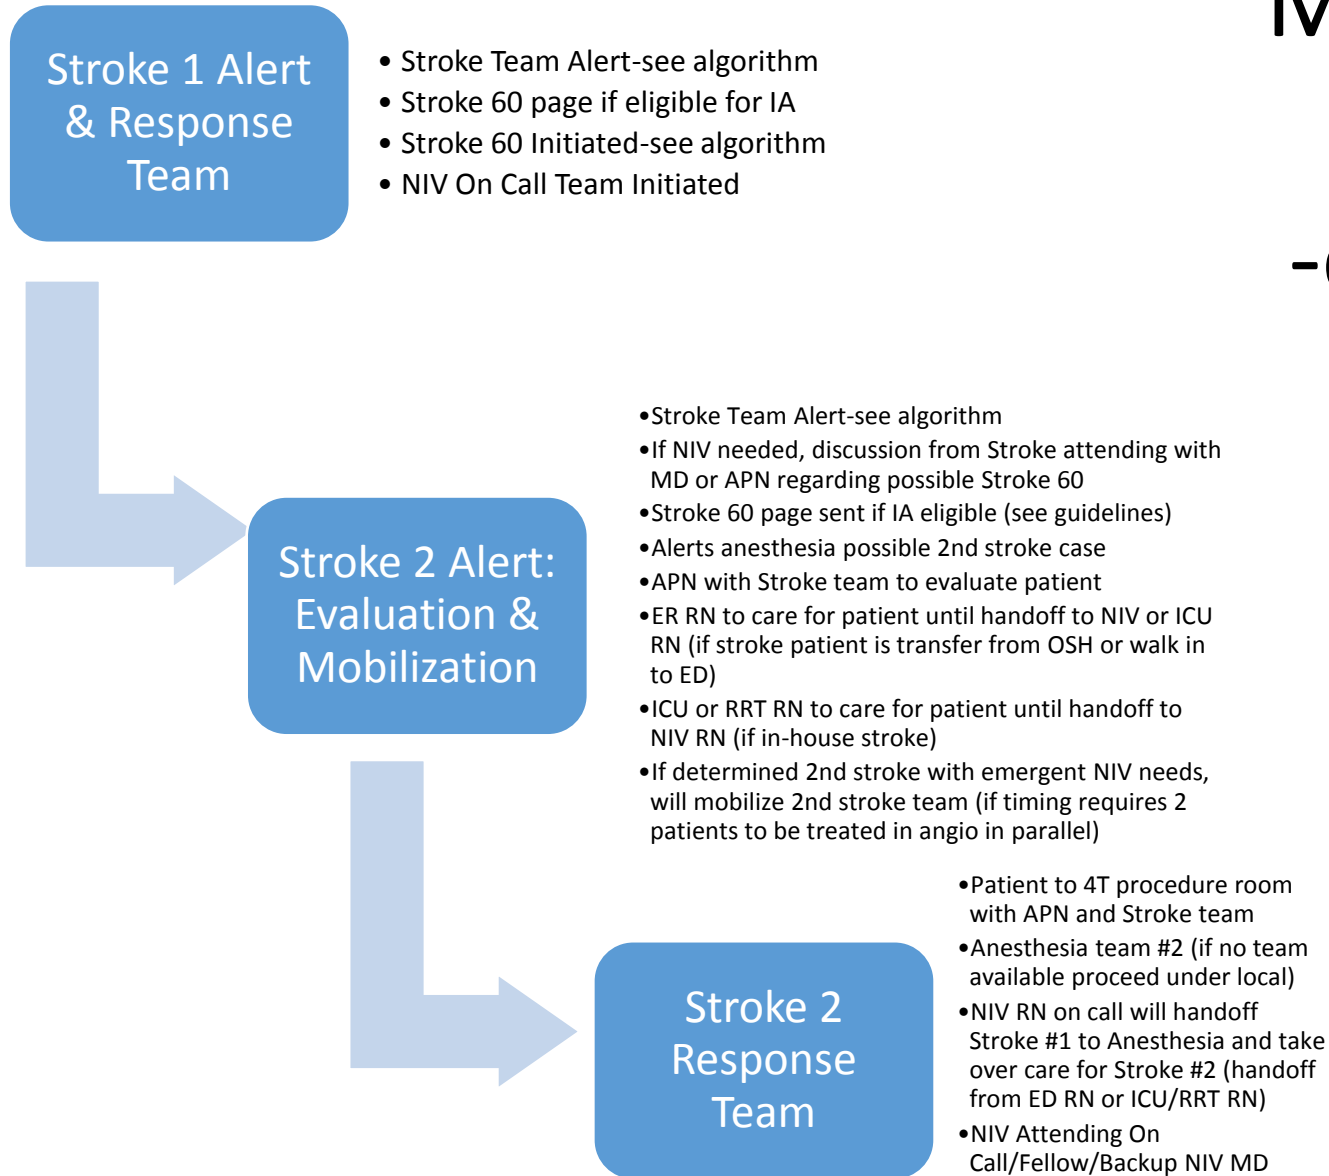 Stroke 1 Alert
& Response
Team
• Stroke Team Alert-see algorithm
• Stroke 60 page if eligible for IA
• Stroke 60 Initiated-see algorithm
• NIV On Call Team Initiated
Stroke 2 Alert:
Evaluation &
Mobilization
•Stroke Team Alert-see algorithm
•If NIV needed, discussion from Stroke attending with
MD or APN regarding possible Stroke 60
•Stroke 60 page sent if IA eligible (see guidelines)
•Alerts anesthesia possible 2nd stroke case
•APN with Stroke team to evaluate patient
•ER RN to care for patient until handoff to NIV or ICU
RN (if stroke patient is transfer from OSH or walk in
to ED)
•ICU or RRT RN to care for patient until handoff to
NIV RN (if in-house stroke)
•If determined 2nd stroke with emergent NIV needs,
will mobilize 2nd stroke team (if timing requires 2
patients to be treated in angio in parallel)
Stroke 2
Response
Team
•Patient to 4T procedure room
with APN and Stroke team
•Anesthesia team #2 (if no team
available proceed under local)
•NIV RN on call will handoff
Stroke #1 to Anesthesia and take
over care for Stroke #2 (handoff
from ED RN or ICU/RRT RN)
•NIV Attending On
Call/Fellow/Backup NIV MD